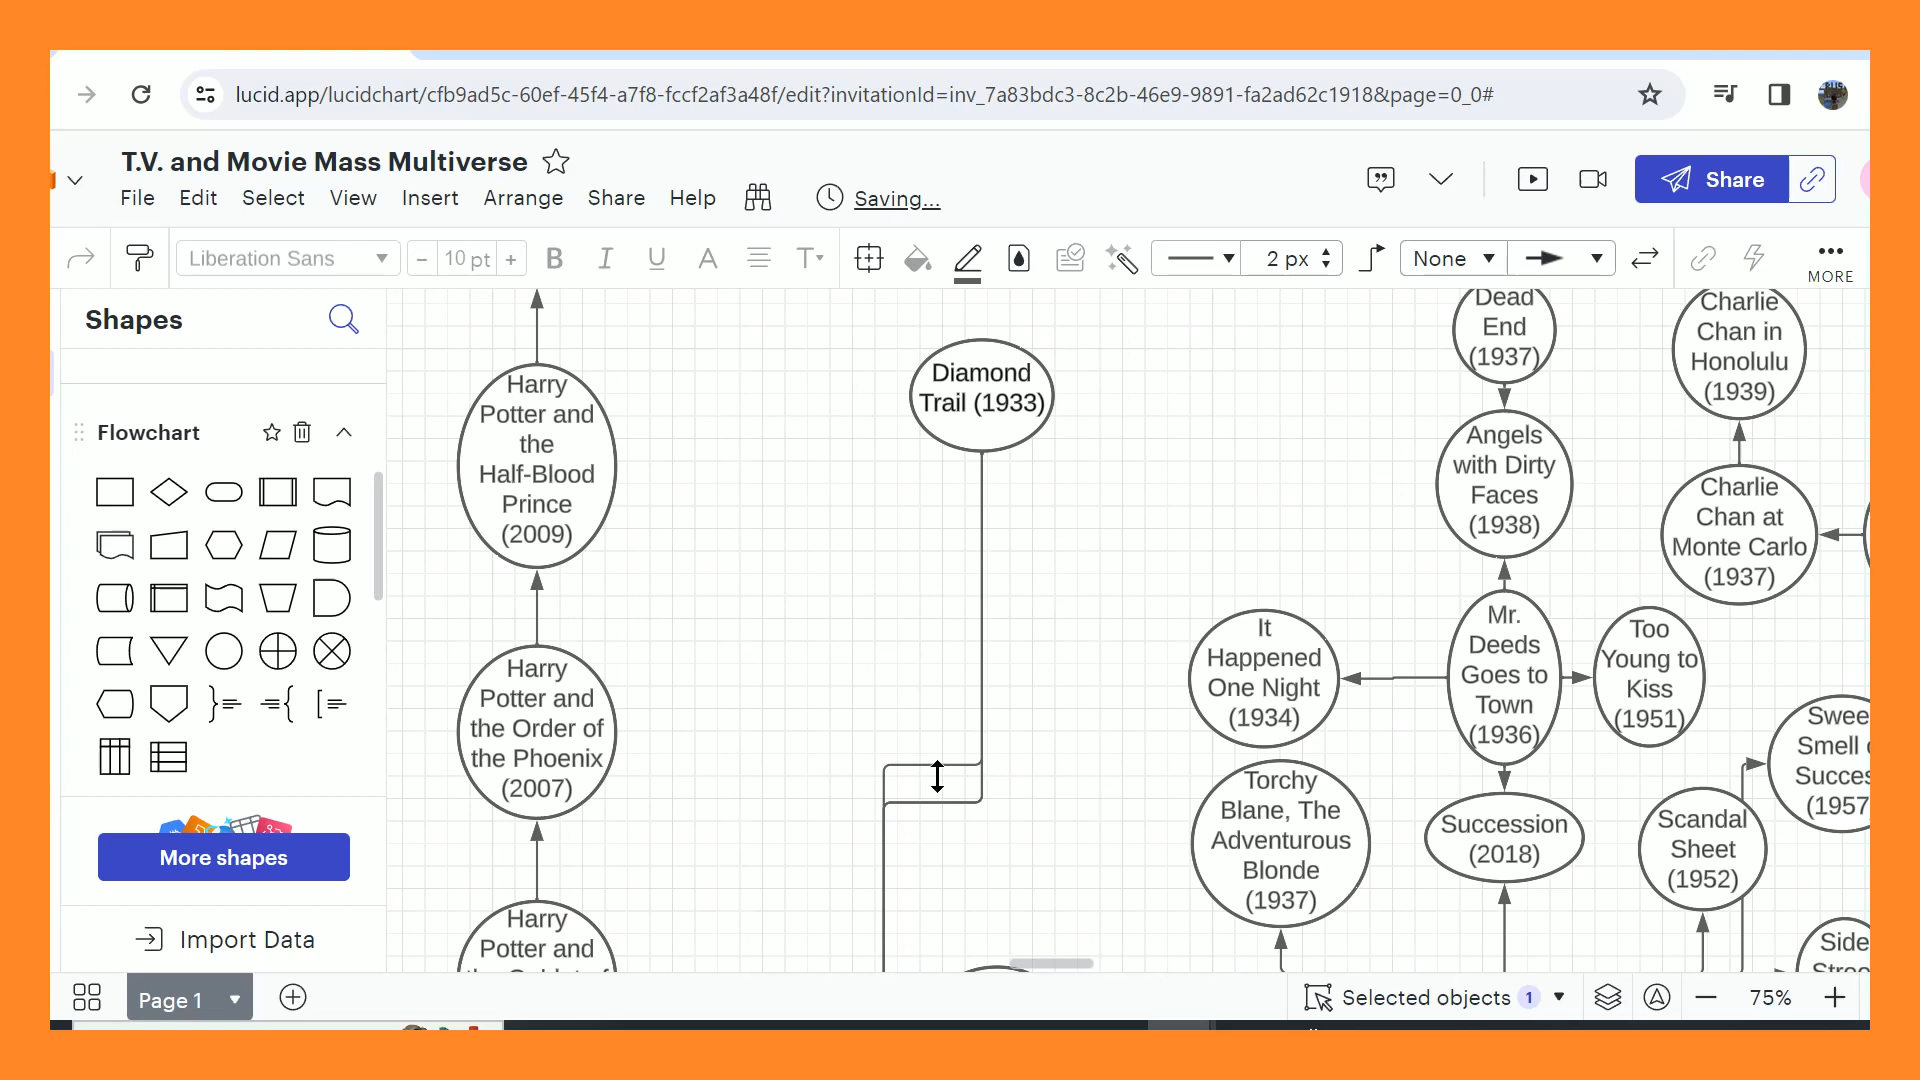 lucid.app/lucidchart/cfb9ad5c-60ef-45f4-a7f8-fccf2af3a48f/edit?invitationId=inv_7a83bdc3-8c2b-46e9-9891-fa2ad62c1918&page=0_0#
T.V. and Movie Mass Multiverse
File Edit Select View Insert Arrange Share Help Saving...
Share
Liberation Sans
10 pt
2 px
None
MORE
Shapes
Flowchart
More shapes
Import Data
Harry
Potter and
the
Half-Blood
Prince
(2009)
Harry
Potter and
the Order of
the Phoenix
(2007)
Harry
Potter and
Diamond
Trail (1933)
Dead
End
(1937)
Angels
with Dirty
Faces
(1938)
Mr.
Deeds
Goes to
Town
(1936)
It
Happened
One Night
(1934)
Too
Young to
Kiss
(1951)
Torchy
Blane, The
Adventurous
Blonde
(1937)
Succession
(2018)
Scandal
Sheet
(1952)
Charlie
Chan in
Honolulu
(1939)
Charlie
Chan at
Monte Carlo
(1937)
Swee
Smell
Succes
(1957
Side
Page 1
Selected objects 1
75%